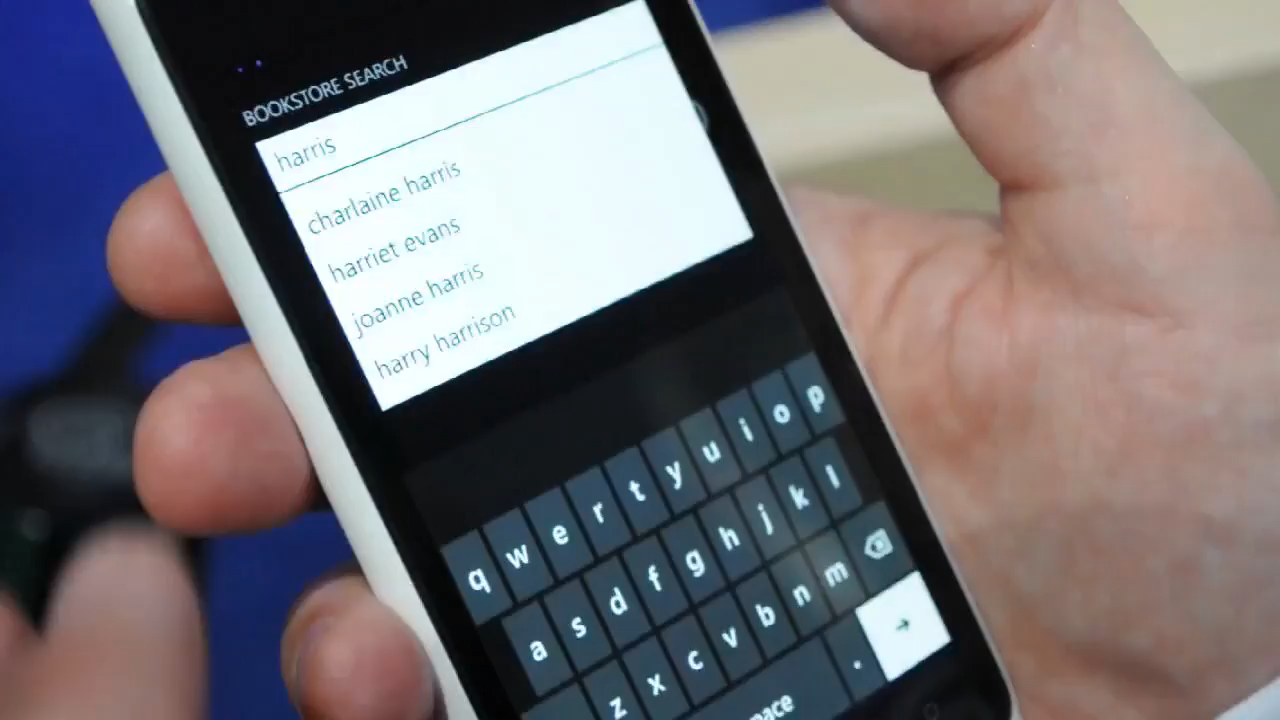 BOOKSTORE SEARCH
harris
charlaine harris
harriet evans
joanne harris
harry harrison
q w e r t y u i o p
a s d f g h j k l
z x c v b n m
.